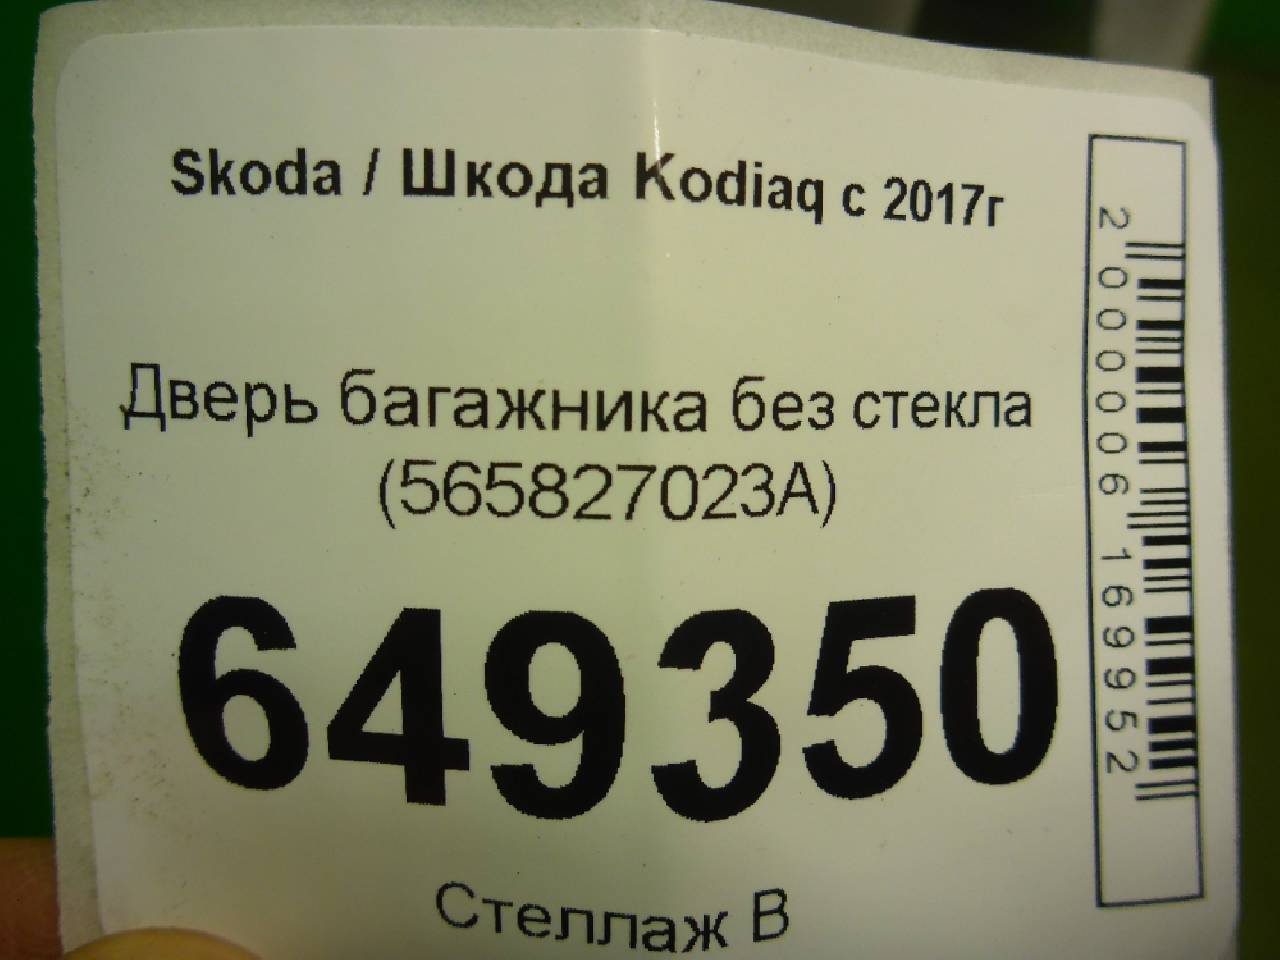 Skoda / Шкода Kodiaq с 2017г
Дверь багажника без стекла
(565827023A)
649350
Стеллаж В
2000006169952